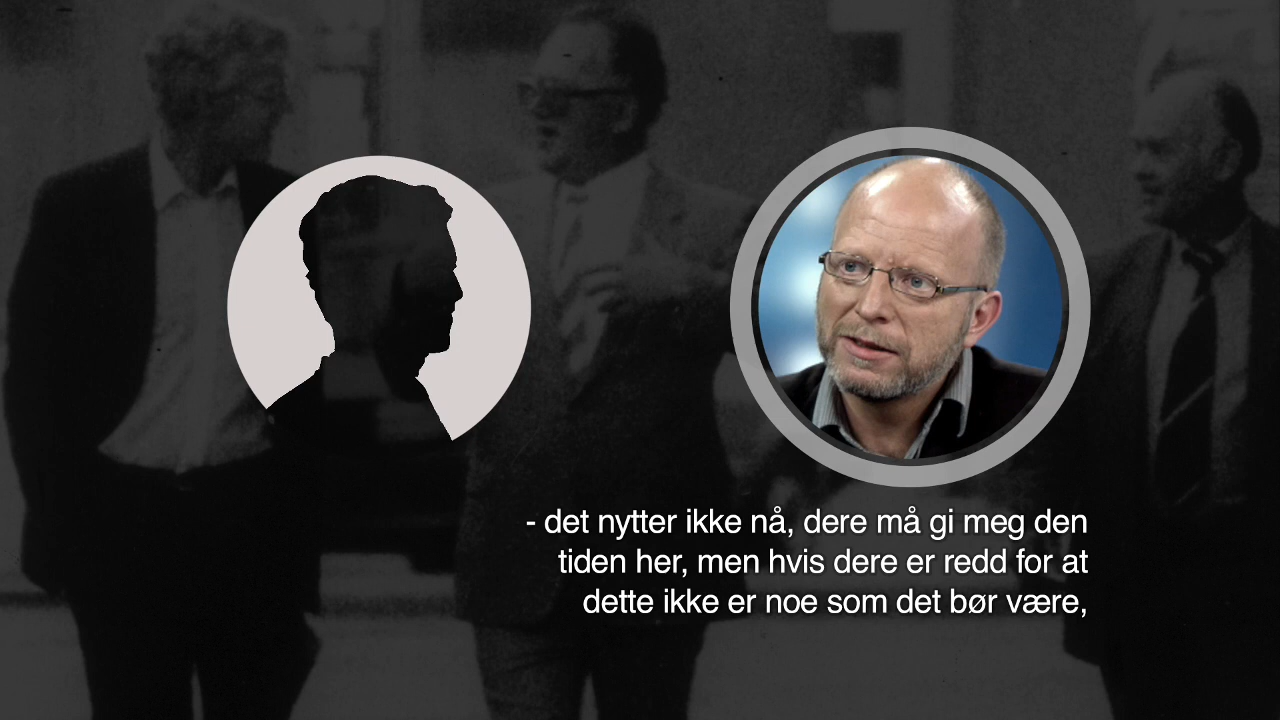 - det nytter ikke nå, dere må gi meg den
tiden her, men hvis dere er redd for at
dette ikke er noe som det bør være,